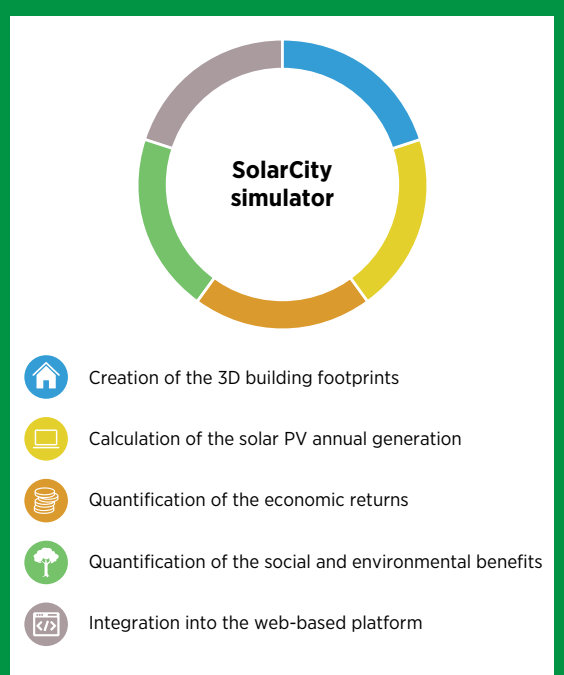 SolarCity
simulator
Creation of the 3D building footprints
Calculation of the solar PV annual generation
Quantification of the economic returns
Quantification of the social and environmental benefits
</>
Integration into the web-based platform